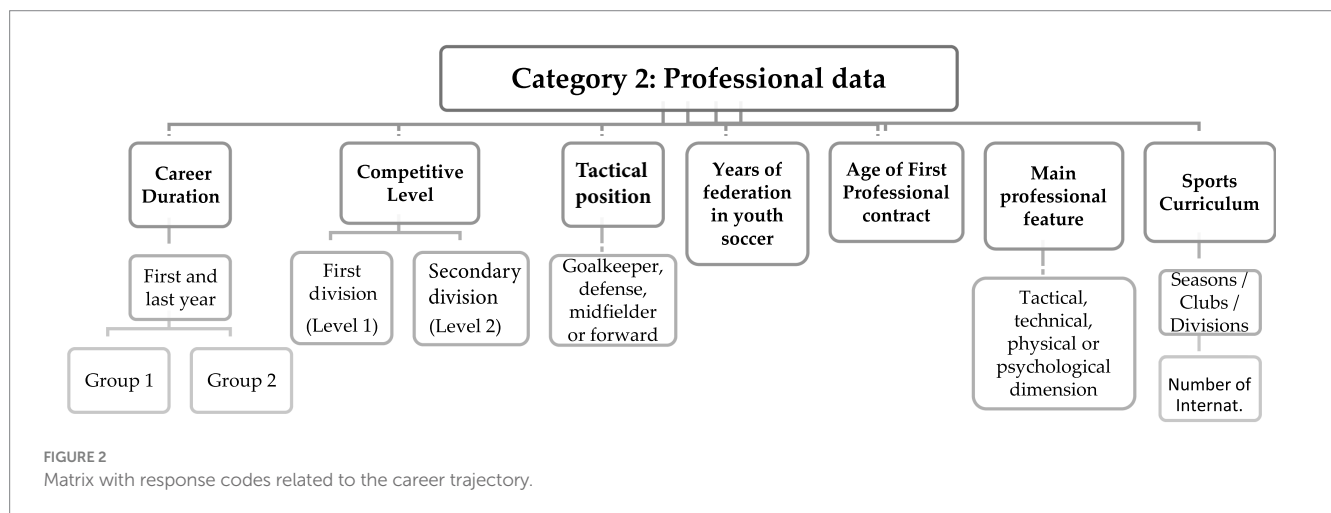 Category 2: Professional data
Career
Duration
Competitive
Level
Tactical
position
Years of
federation
in youth
soccer
Age of First
Professional
contract
Main
professional
feature
Sports
Curriculum
First and
last year
First
division
(Level 1)
Secondary
division
(Level 2)
Goalkeeper,
defense,
midfielder
or forward
Tactical,
technical,
physical or
psychological
dimension
Seasons /
Clubs /
Divisions
Group 1
Group 2
Number of
Internat.
FIGURE 2
Matrix with response codes related to the career trajectory.